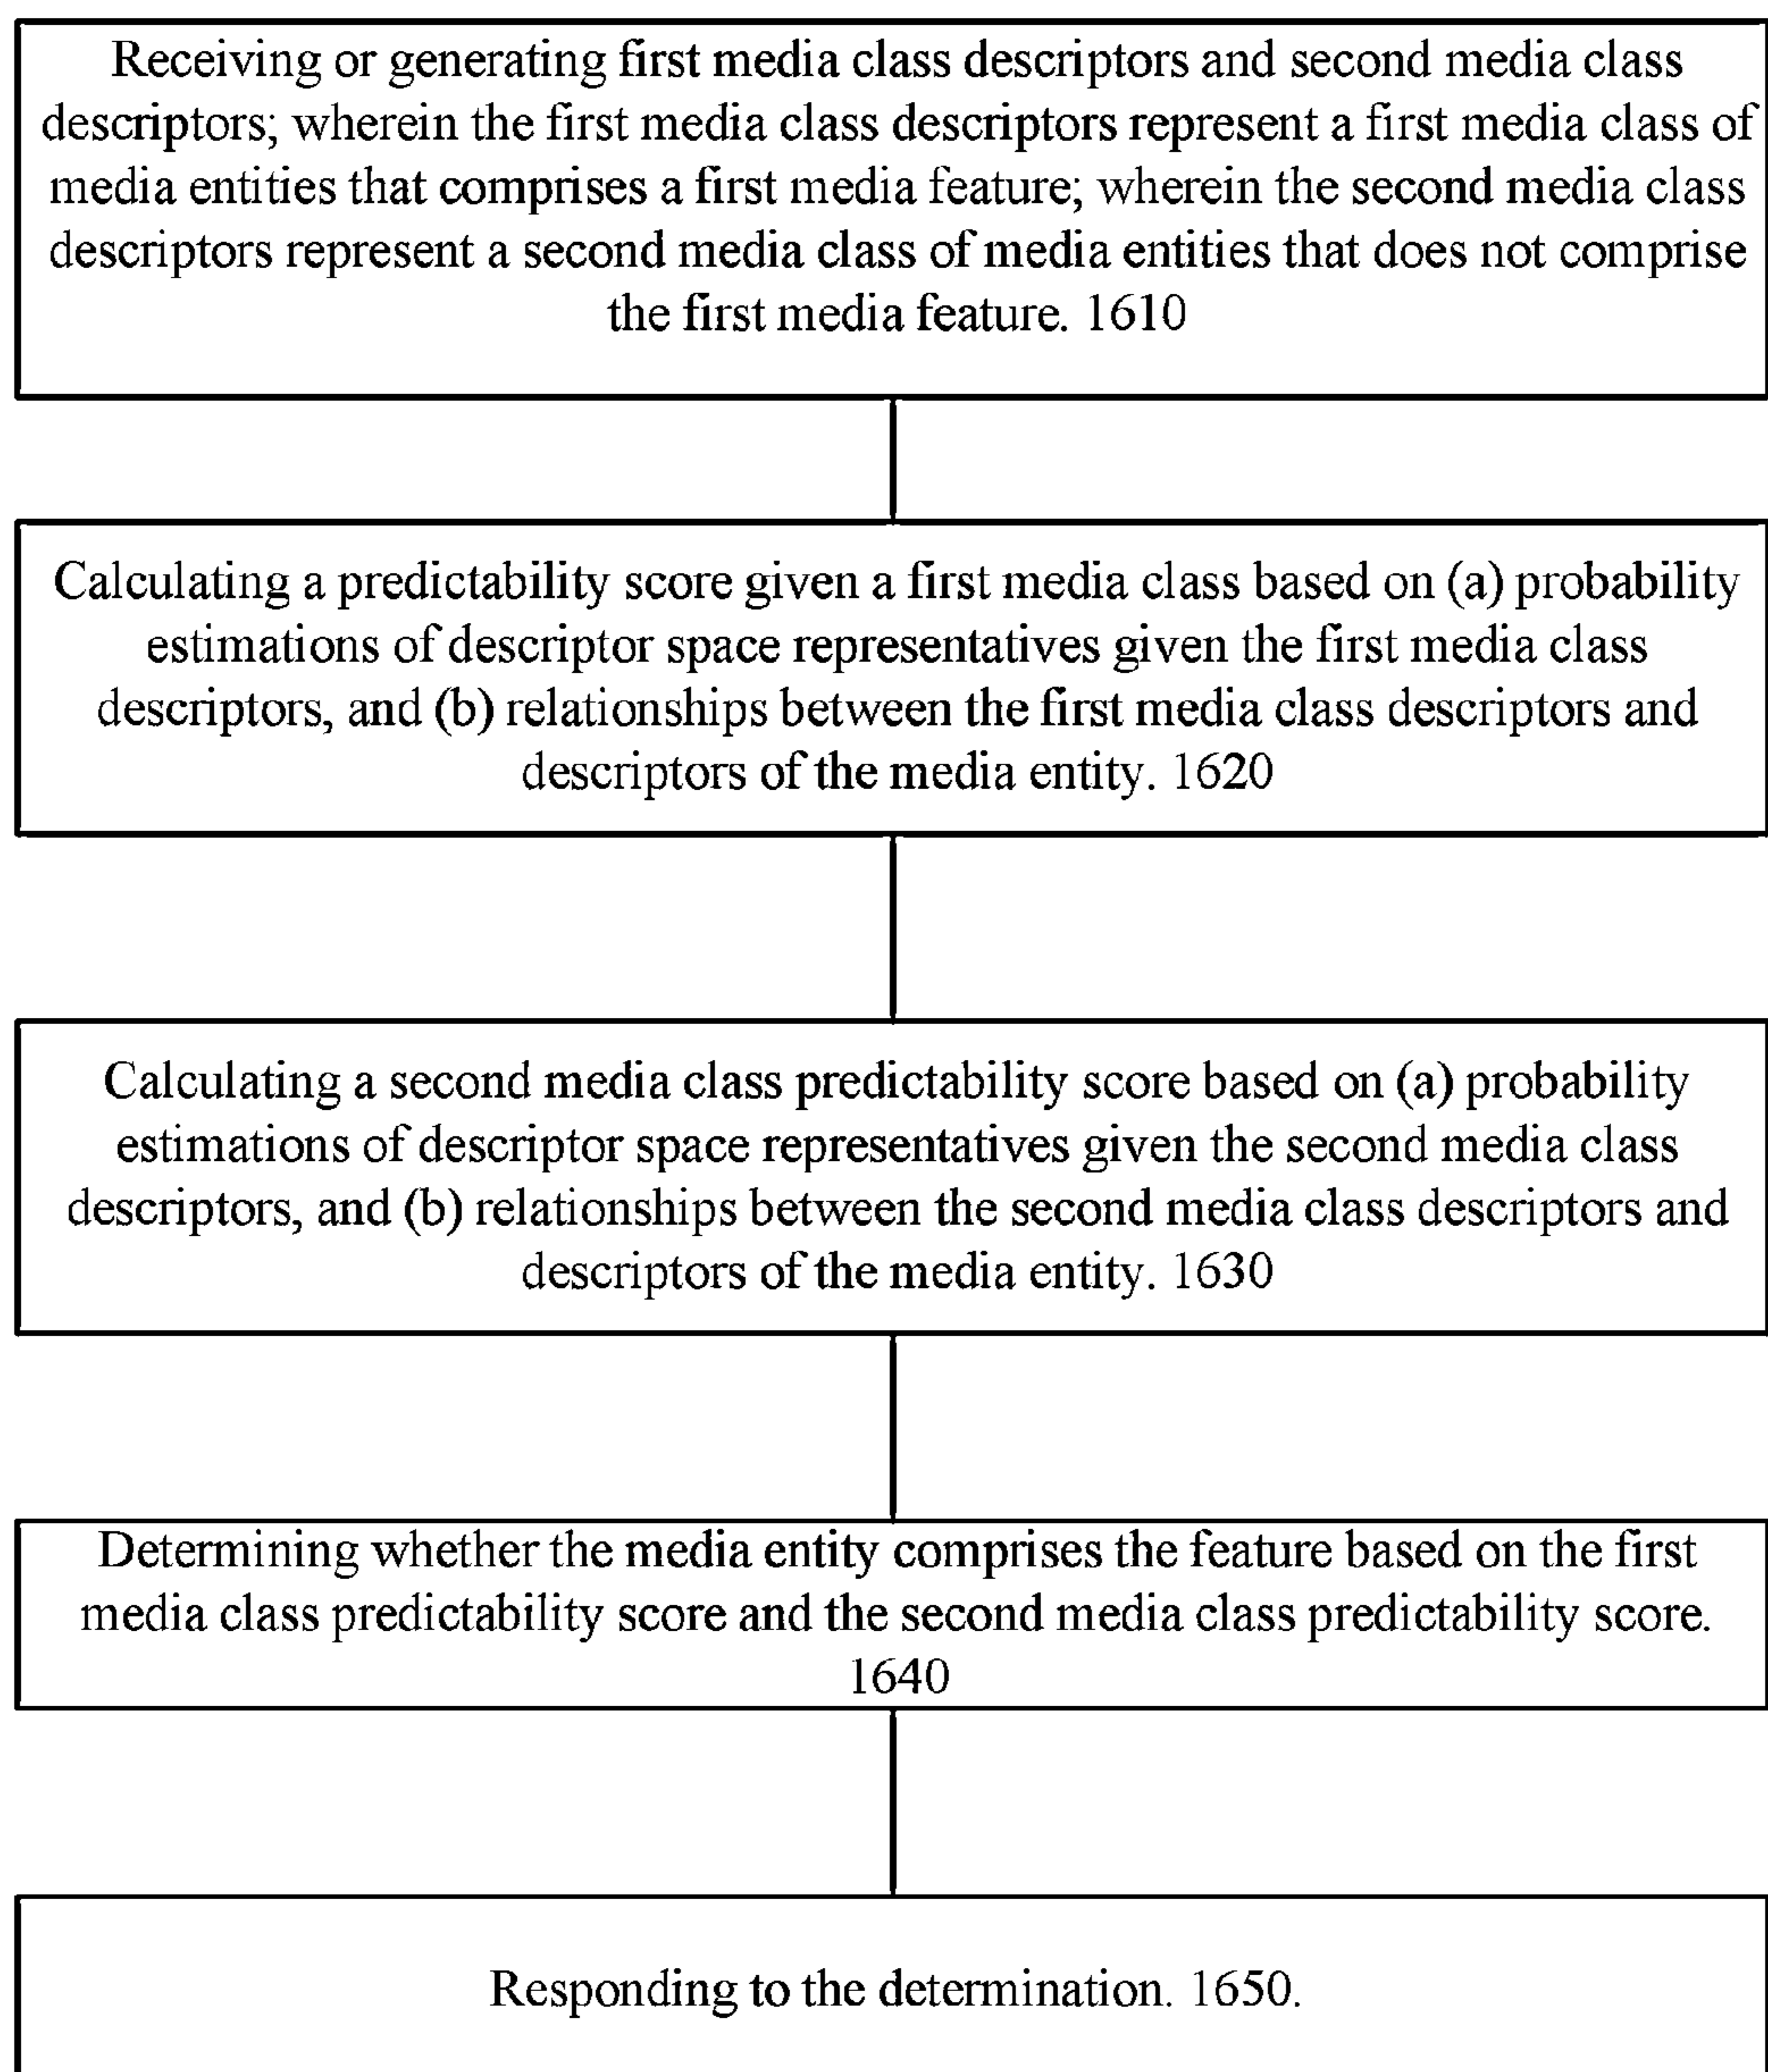 Receiving or generating first media class descriptors and second media class
descriptors; wherein the first media class descriptors represent a first media class of
media entities that comprises a first media feature; wherein the second media class
descriptors represent a second media class of media entities that does not comprise
the first media feature. 1610
Calculating a predictability score given a first media class based on (a) probability
estimations of descriptor space representatives given the first media class
descriptors, and (b) relationships between the first media class descriptors and
descriptors of the media entity. 1620
Calculating a second media class predictability score based on (a) probability
estimations of descriptor space representatives given the second media class
descriptors, and (b) relationships between the second media class descriptors and
descriptors of the media entity. 1630
Determining whether the media entity comprises the feature based on the first
media class predictability score and the second media class predictability score.
1640
Responding to the determination. 1650.